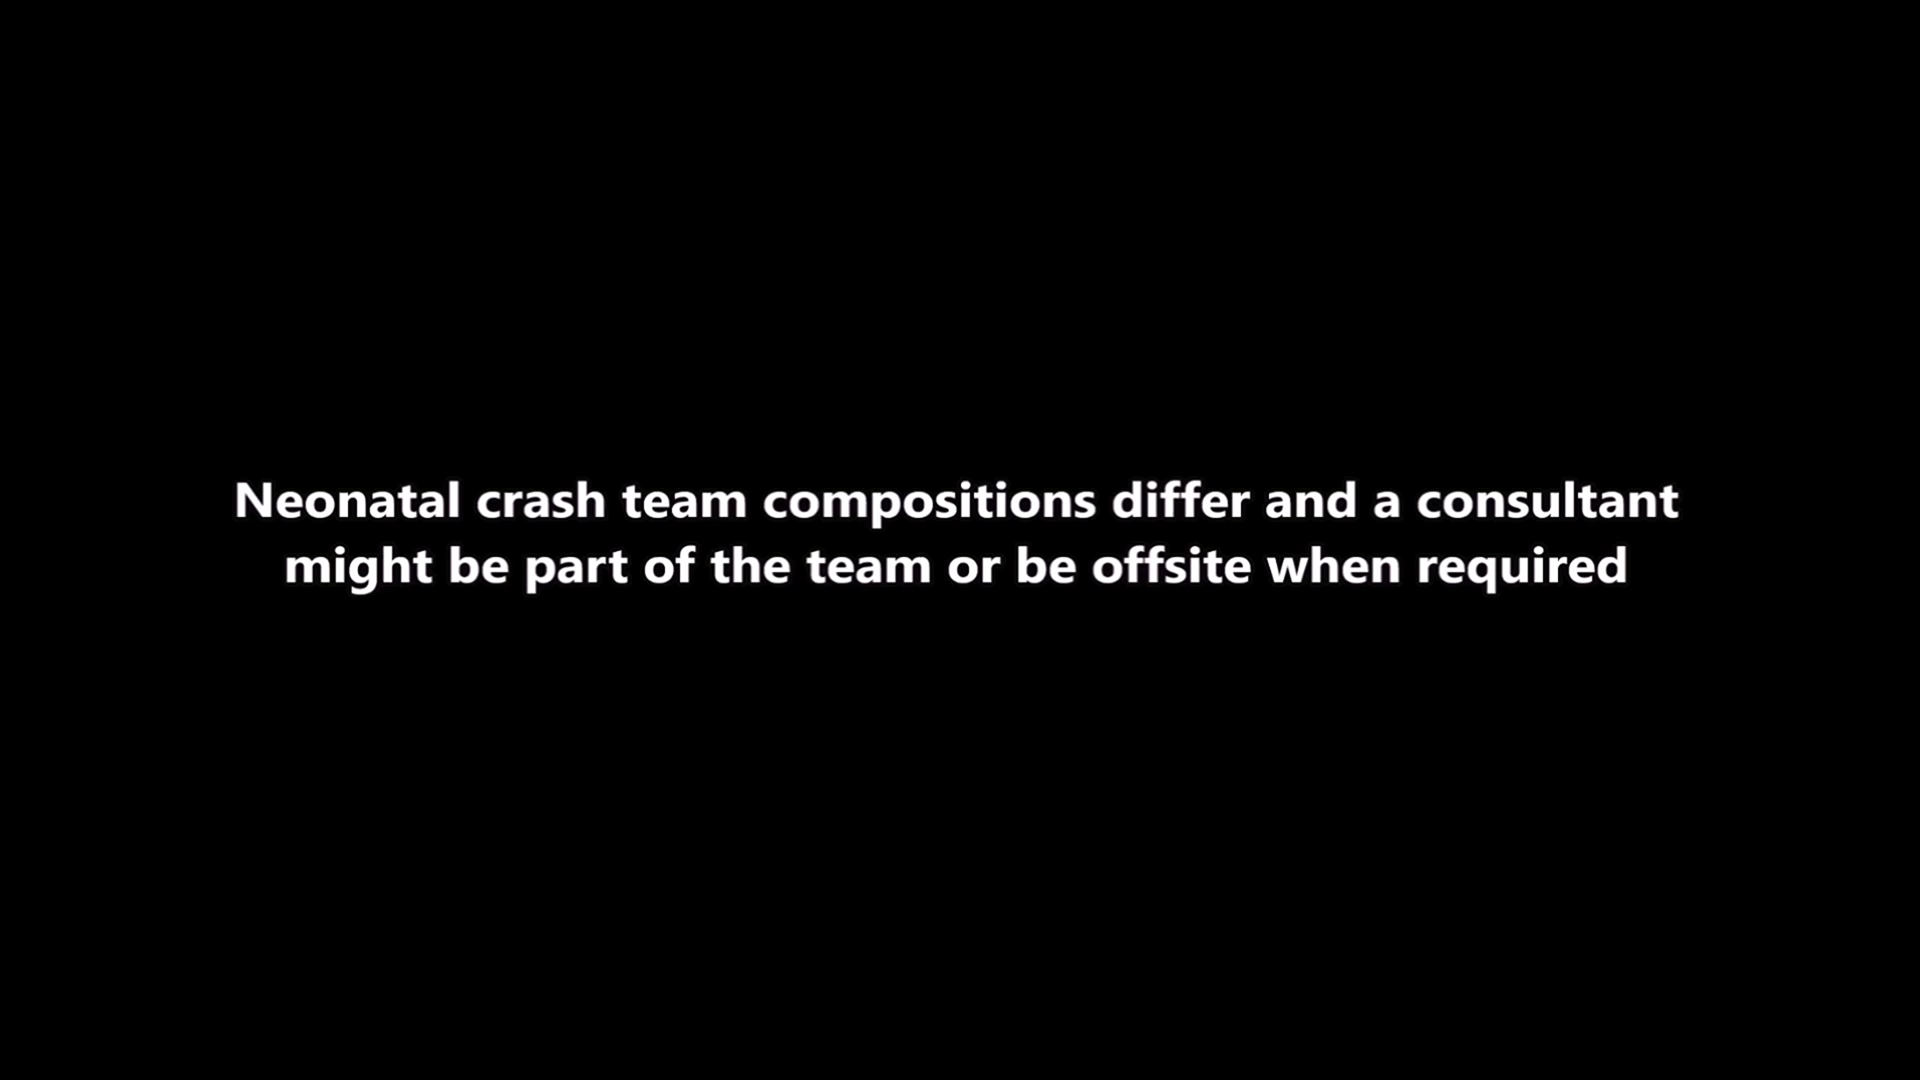 Neonatal crash team compositions differ and a consultant
might be part of the team or be offsite when required